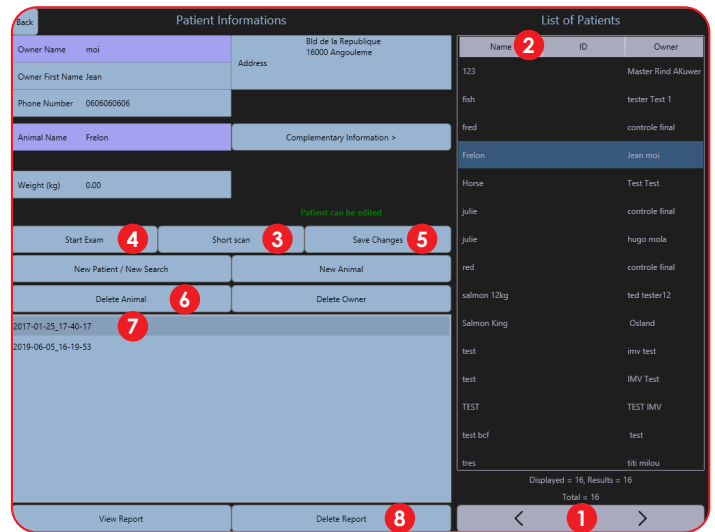 Back
Patient Informations
Owner Name moi
Address
Bld de la Republique
16000 Angouleme
Owner First Name Jean
Phone Number 0606060606
Animal Name Frelon
Complementary Information >
Weight (kg) 0.00
Patient can be edited
Start Exam 4 Short scan 3 Save Changes 5
New Patient / New Search New Animal
Delete Animal 6 Delete Owner
2017-01-25_17-40-17 7
2019-06-05_16-19-53
View Report Delete Report 8
List of Patients
Name 2 ID Owner
123 Master Rind AKuwer
fish tester Test 1
fred controle final
Frelon Jean moi
Horse Test Test
julie controle final
julie hugo mola
red controle final
salmon 12kg ted tester12
Salmon King Osland
test imv test
test IMV Test
TEST TEST IMV
test bcf test
tres titi milou
Displayed = 16, Results = 16
Total = 16
< 1 >